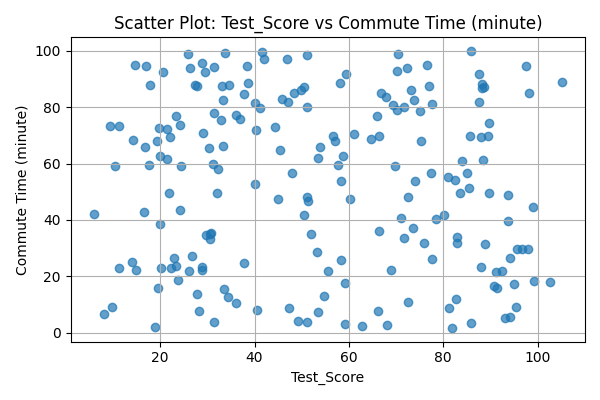 Scatter Plot: Test_Score vs Commute Time (minute)
Commute Time (minute)
100
80
60
40
20
0
20 40 60 80 100
Test_Score